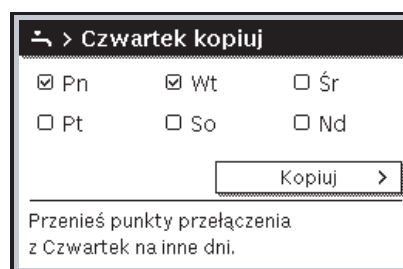 > Czwartek kopiuj
Pn Wt Śr
Pt So Nd
Kopiuj >
Przenieś punkty przełączenia
z Czwartek na inne dni.